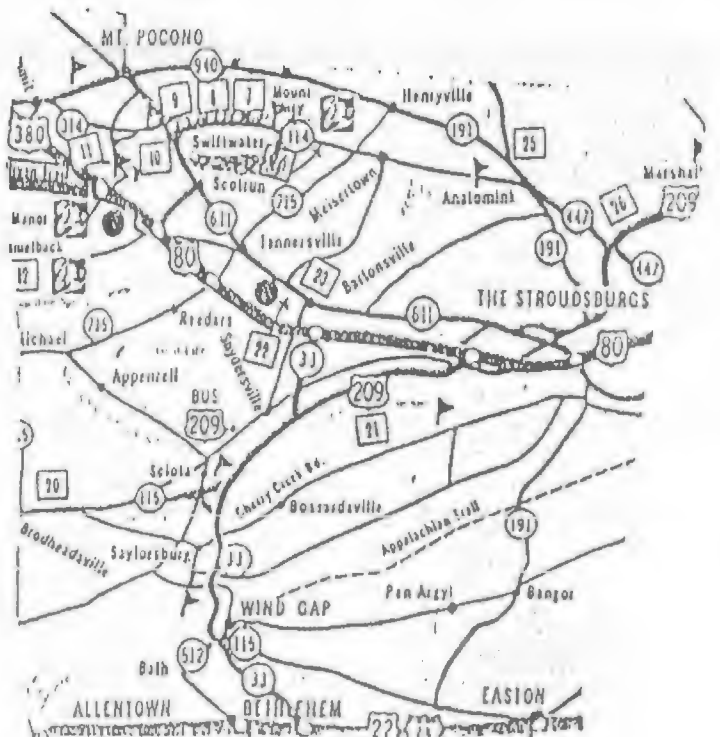 MT. POCONO
940
Mount
Henryville
9
8
7
380
314
191
25
11
10
Swiftwater
114
Scotrun
715
Meisertown
Analomink
Marshal
209
26
447
Manor
611
191
Tannersville
Bartonsville
447
80
23
12
THE STROUDSBURGS
611
Reeders
715
22
80
33
Snydersville
Appenzell
BUS
209
209
21
Sciota
20
115
Cherry Creek Rd.
Bossardsville
191
Appalachian Trail
Brodheadsville
Saylorsburg
33
WIND GAP
Pen Argyl
Bangor
512
115
Bath
33
ALLENTOWN
BETHLEHEM
22
EASTON